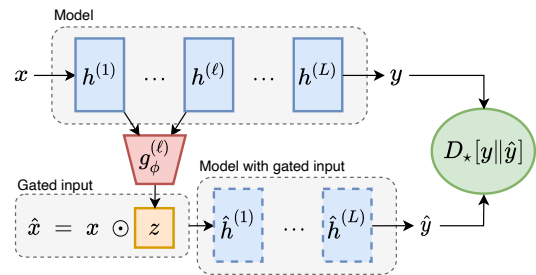 Model
x h^{(1)} ... h^{(ℓ)} ... h^{(L)} y
g_ϕ^{(ℓ)}
D_⋆[y‖ŷ]
Model with gated input
Gated input
x̂ = x ⊙ z ĥ^{(1)} ... ĥ^{(L)} ŷ